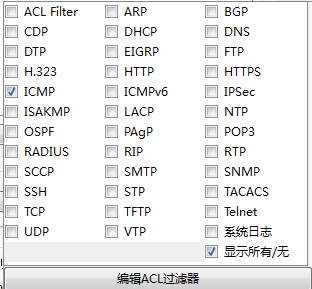 ACL Filter ARP BGP
CDP DHCP DNS
DTP EIGRP FTP
H.323 HTTP HTTPS
ICMP ICMPv6 IPSec
ISAKMP LACP NTP
OSPF PAgP POP3
RADIUS RIP RTP
SCCP SMTP SNMP
SSH STP TACACS
TCP TFTP Telnet
UDP VTP 系统日志
显示所有/无
编辑ACL过滤器